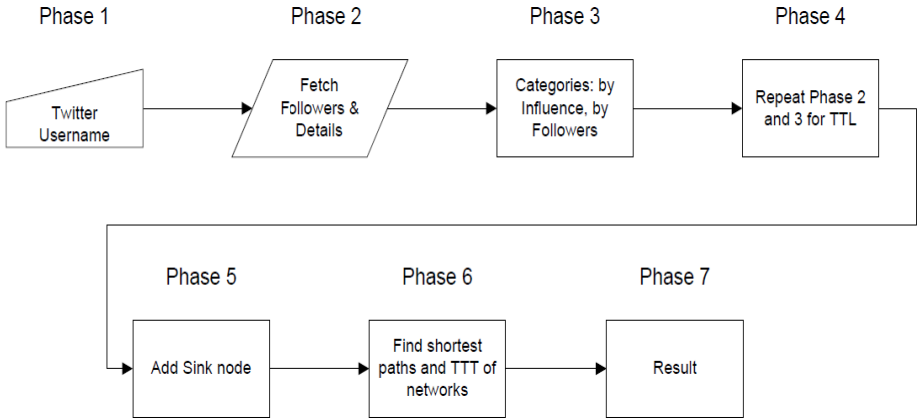 Phase 1
Phase 2
Phase 3
Phase 4
Twitter
Username
Fetch
Followers &
Details
Categories: by
Influence, by
Followers
Repeat Phase 2
and 3 for TTL
Phase 5
Phase 6
Phase 7
Add Sink node
Find shortest
paths and TTT of
networks
Result